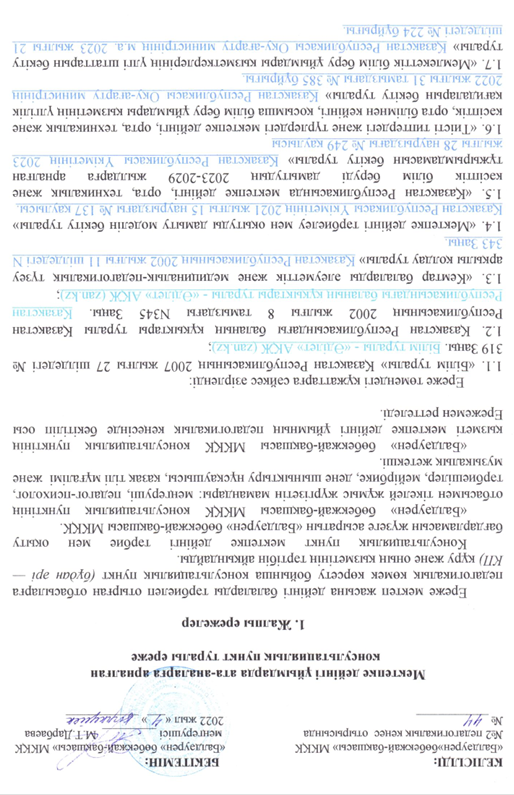 КЕЛІСІЛДІ:
«Балдәурен»бөбекжай-бақшасы» МКҚК
№2 педагогикалық кеңес отырысында
№ 44
БЕКІТЕМІН:
«Балдәурен» бөбекжай-бақшасы» МКҚК
меңгерушісі М.Т. Дарбаева
2022 жыл « »
Мектепке дейінгі ұйымдарда ата-аналарға арналған
консультациялық пункт туралы ереже
1. Жалпы ережелер
Ереже мектеп жасына дейінгі балаларды тәрбиелеп отырған отбасыларға
педагогикалық көмек көрсету бойынша консультациялық пункт (бұдан әрі —
КП) құру және оның қызметінің тәртібін айқындайды.
Консультациялық пункт мектепке дейінгі тәрбие мен оқыту
бағдарламасын жүзеге асыратын «Балдәурен» бөбекжай-бақшасы МКҚК.
«Балдәурен» бөбекжай-бақшасы МКҚК консультациялық пунктінің
отбасымен тікелей жұмыс жүргізетін мамандары: меңгеруші, педагог-психолог,
тәрбиешілер, мейірбике, дене шынықтыру нұсқаушысы, қазақ тілі мұғалімі және
музыкалық жетекші.
«Балдәурен» бөбекжай-бақшасы МКҚК консультациялық пунктінің
қызметі мектепке дейінгі ұйымның педагогикалық кеңесінде бекітіліп осы
Ережемен реттеледі.
Ереже төмендегі құжаттарға сәйкес әзірленді:
1.1. «Білім туралы» Қазақстан Республикасының 2007 жылғы 27 шілдедегі №
319 Заңы. Білім туралы - «Әділет» АҚЖ (zan.kz);
1.2. Қазақстан Республикасындағы баланың құқықтары туралы Қазақстан
Республикасының 2002 жылғы 8 тамыздағы N345 Заңы. Қазақстан
Республикасындағы баланың құқықтары туралы - «Әділет» АҚЖ (zan.kz);
1.3. «Кемтар балаларды әлеуметтік және медициналық-педагогикалық түзеу
арқылы қолдау туралы» Қазақстан Республикасының 2002 жылғы 11 шілдедегі N
343 Заңы.
1.4. «Мектепке дейінгі тәрбиелеу мен оқытуды дамыту моделін бекіту туралы»
Қазақстан Республикасы Үкіметінің 2021 жылғы 15 наурыздағы № 137 қаулысы.
1.5. «Қазақстан Республикасында мектепке дейінгі, орта, техникалық және
кәсіптік білім беруді дамытудың 2023-2029 жылдарға арналған
тұжырымдамасын бекіту туралы» Қазақстан Республикасы Үкіметінің 2023
жылғы 28 наурыздағы № 249 қаулысы
1.6. «Тиісті типтердегі және түрлердегі мектепке дейінгі, орта, техникалық және
кәсіптік, орта білімнен кейінгі, қосымша білім беру ұйымдары қызметінің үлгілік
қағидаларын бекіту туралы» Қазақстан Республикасы Оқу-ағарту министрінің
2022 жылғы 31 тамыздағы № 385 бұйрығы.
1.7. «Мемлекеттік білім беру ұйымдары қызметкерлерінің үлгі штаттарын бекіту
туралы» Қазақстан Республикасы Оқу-ағарту министрінің м.а. 2023 жылғы 21
шілдедегі № 224 бұйрығы.